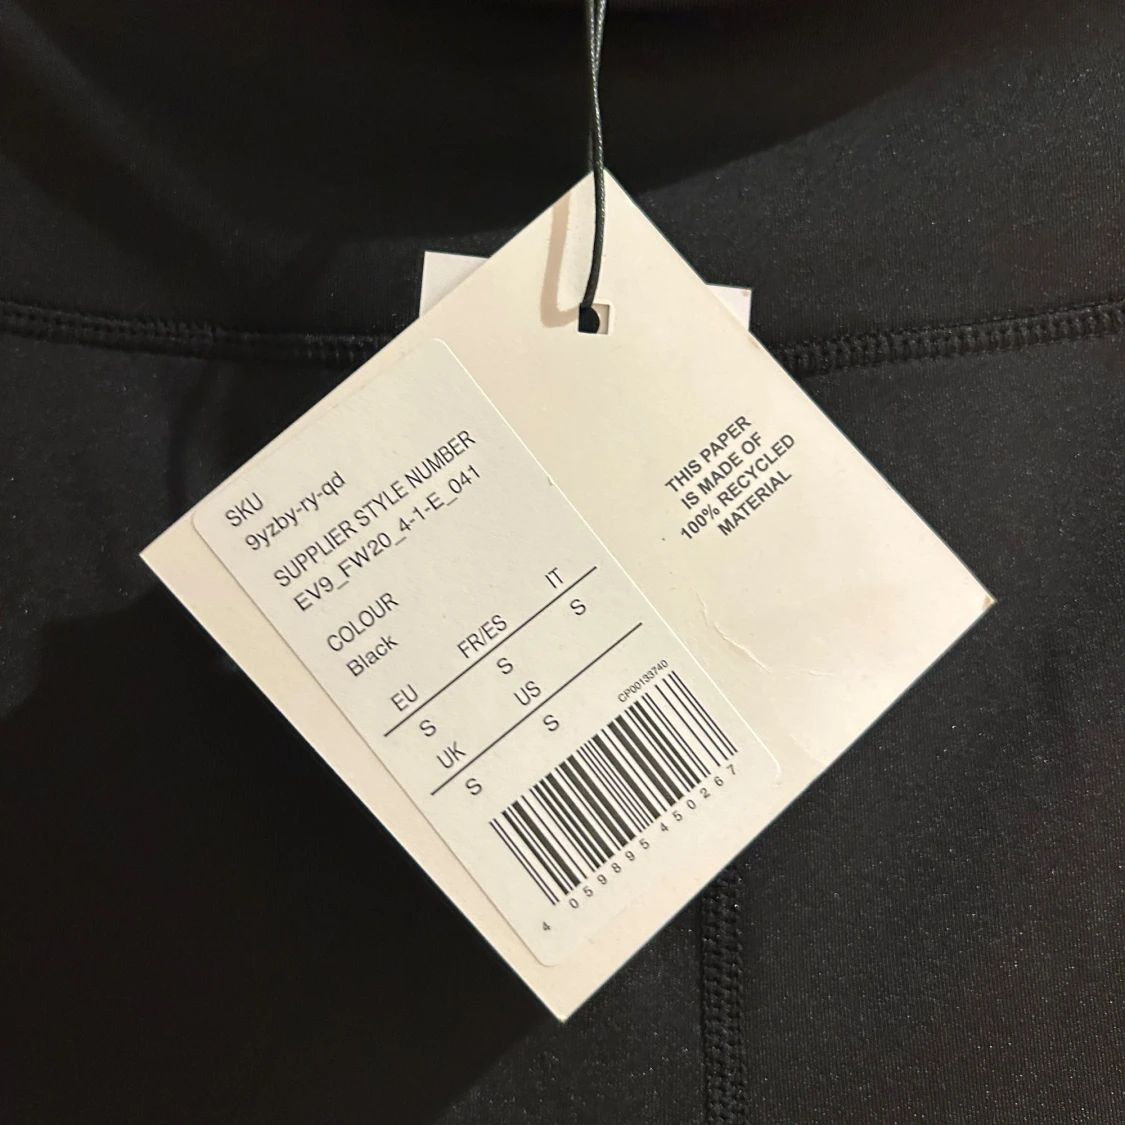 SKU
9yzby-ry-qd
SUPPLIER STYLE NUMBER
EV9_FW20_4-1-E_041
COLOUR
Black
EU FR/ES IT
S S S
UK US
S S
CP00133740
4 059895 450267
THIS PAPER
IS MADE OF
100% RECYCLED
MATERIAL